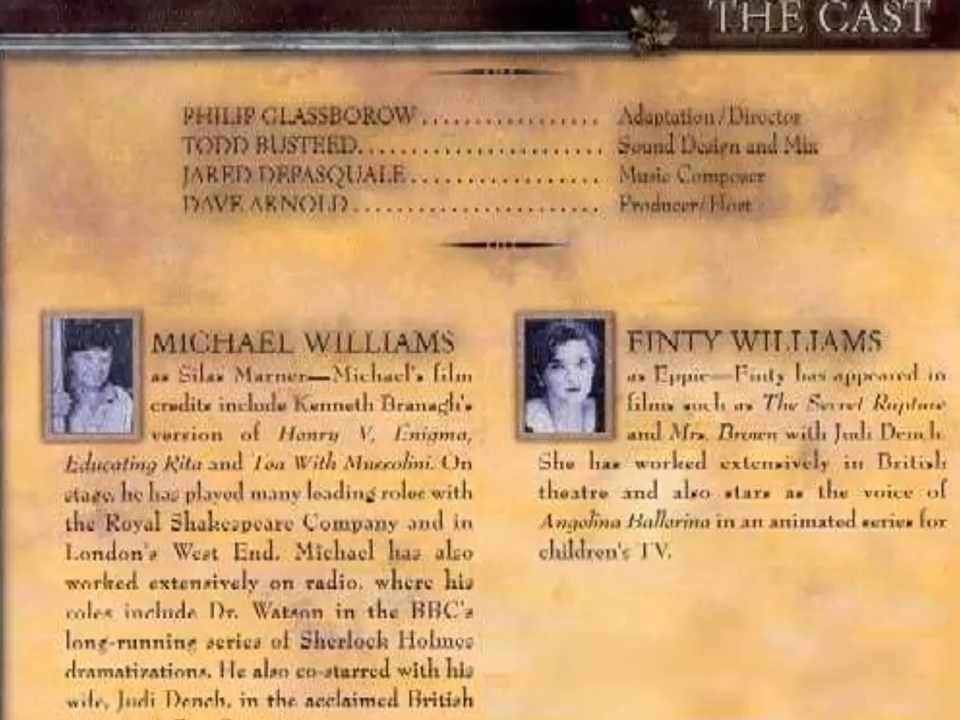 THE CAST
PHILIP GLASSBOROW.................. Adaptation/Director
TODD BUSTEED....................... Sound Design and Mix
JARED DEPASQUALE................... Music Composer
DAVE ARNOLD........................ Producer/Host
MICHAEL WILLIAMS
as Silas Marner—Michael's film
credits include Kenneth Branagh's
version of Henry V, Enigma,
Educating Rita and Tea With Mussolini. On
stage, he has played many leading roles with
the Royal Shakespeare Company and in
London's West End. Michael has also
worked extensively on radio, where his
roles include Dr. Watson in the BBC's
long-running series of Sherlock Holmes
dramatizations. He also co-starred with his
wife, Judi Dench, in the acclaimed British
FINTY WILLIAMS
as Eppie—Finty has appeared in
films such as The Secret Rapture
and Mrs. Brown with Judi Dench.
She has worked extensively in British
theatre and also stars as the voice of
Angelina Ballerina in an animated series for
children's TV.